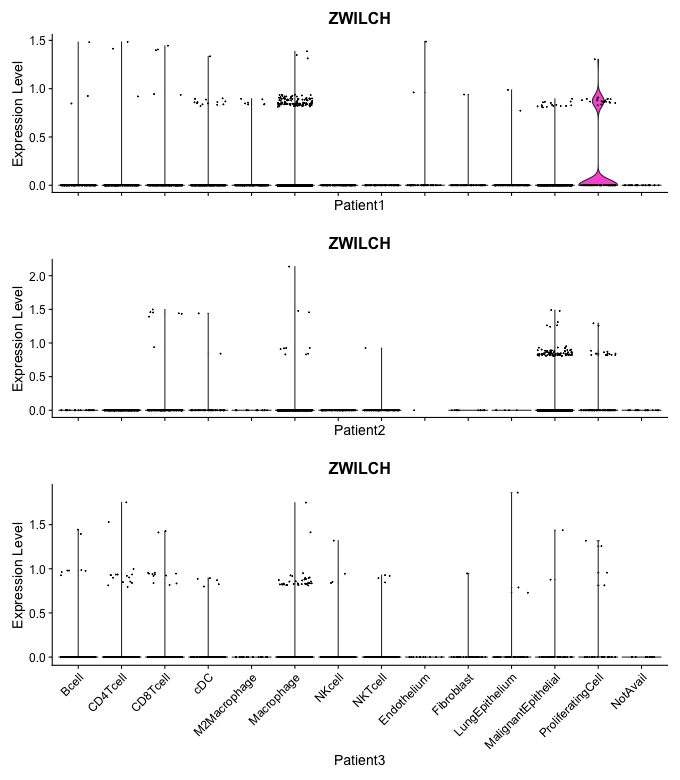 ZWILCH
Expression Level
1.5
1.0
0.5
0.0
Patient1
ZWILCH
Expression Level
2.0
1.5
1.0
0.5
0.0
Patient2
ZWILCH
Expression Level
1.5
1.0
0.5
0.0
Bcell
CD4Tcell
CD8Tcell
cDC
M2Macrophage
Macrophage
NKcell
NKTcell
Endothelium
Fibroblast
LungEpithelium
MalignantEpithelial
ProliferatingCell
NotAvail
Patient3